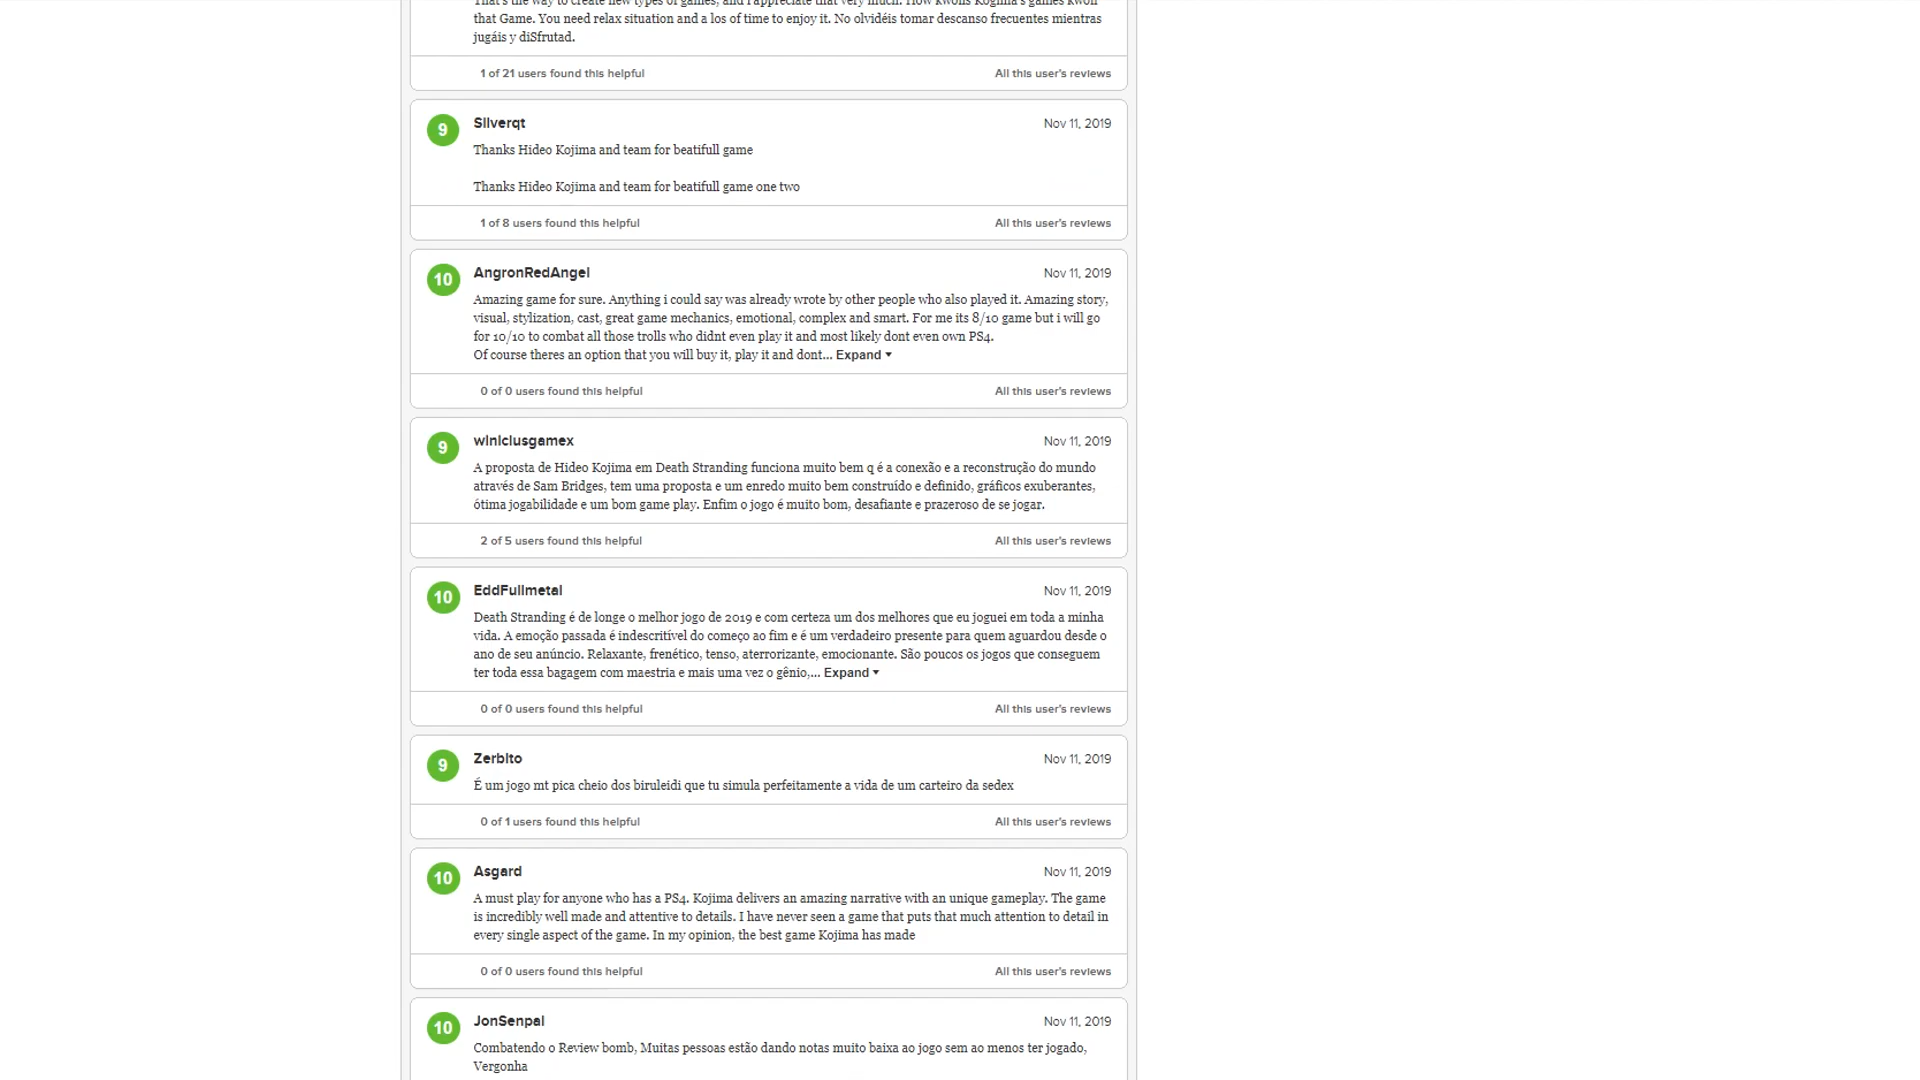 That's the way to create new types of games, and I appreciate that very much. How kwons Kogima's games kwon
that Game. You need relax situation and a los of time to enjoy it. No olvidéis tomar descanso frecuentes mientras
jugáis y diSfrutad.
1 of 21 users found this helpful
All this user's reviews
9
Silverqt
Nov 11, 2019
Thanks Hideo Kojima and team for beatifull game
Thanks Hideo Kojima and team for beatifull game one two
1 of 8 users found this helpful
All this user's reviews
10
AngronRedAngel
Nov 11, 2019
Amazing game for sure. Anything i could say was already wrote by other people who also played it. Amazing story,
visual, stylization, cast, great game mechanics, emotional, complex and smart. For me its 8/10 game but i will go
for 10/10 to combat all those trolls who didnt even play it and most likely dont even own PS4.
Of course theres an option that you will buy it, play it and dont... Expand
0 of 0 users found this helpful
All this user's reviews
9
winiciusgamex
Nov 11, 2019
A proposta de Hideo Kojima em Death Stranding funciona muito bem q é a conexão e a reconstrução do mundo
através de Sam Bridges, tem uma proposta e um enredo muito bem construído e definido, gráficos exuberantes,
ótima jogabilidade e um bom game play. Enfim o jogo é muito bom, desafiante e prazeroso de se jogar.
2 of 5 users found this helpful
All this user's reviews
10
EddFullmetal
Nov 11, 2019
Death Stranding é de longe o melhor jogo de 2019 e com certeza um dos melhores que eu joguei em toda a minha
vida. A emoção passada é indescritível do começo ao fim e é um verdadeiro presente para quem aguardou desde o
ano de seu anúncio. Relaxante, frenético, tenso, aterrorizante, emocionante. São poucos os jogos que conseguem
ter toda essa bagagem com maestria e mais uma vez o gênio,... Expand
0 of 0 users found this helpful
All this user's reviews
9
Zerbito
Nov 11, 2019
É um jogo mt pica cheio dos biruleidi que tu simula perfeitamente a vida de um carteiro da sedex
0 of 1 users found this helpful
All this user's reviews
10
Asgard
Nov 11, 2019
A must play for anyone who has a PS4. Kojima delivers an amazing narrative with an unique gameplay. The game
is incredibly well made and attentive to details. I have never seen a game that puts that much attention to detail in
every single aspect of the game. In my opinion, the best game Kojima has made
0 of 0 users found this helpful
All this user's reviews
10
JonSenpai
Nov 11, 2019
Combatendo o Review bomb, Muitas pessoas estão dando notas muito baixa ao jogo sem ao menos ter jogado,
Vergonha